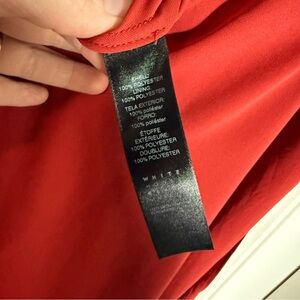 SHELL:
100% POLYESTER
LINING:
100% POLYESTER
TELA EXTERIOR:
100% poliéster
FORRO:
100% poliéster
ÉTOFFE
EXTÉRIEURE:
100% POLYESTER
DOUBLURE:
100% POLYESTER
WHITE